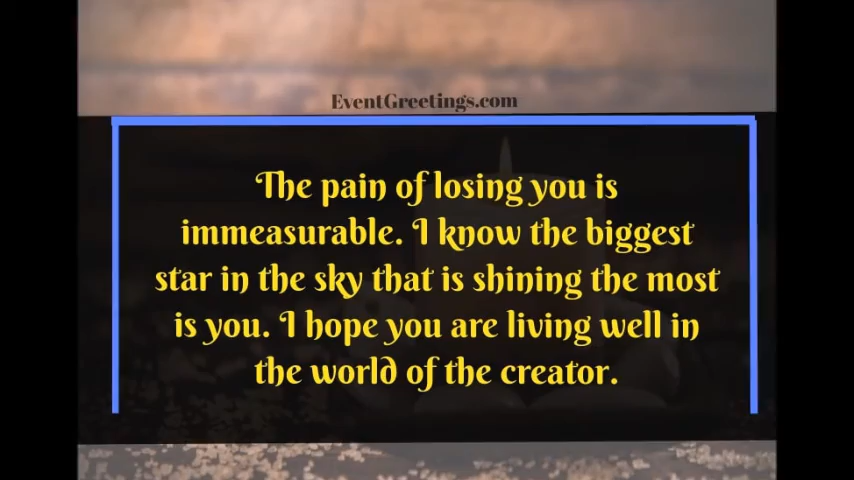 EventGreetings.com
The pain of losing you is
immeasurable. I know the biggest
star in the sky that is shining the most
is you. I hope you are living well in
the world of the creator.